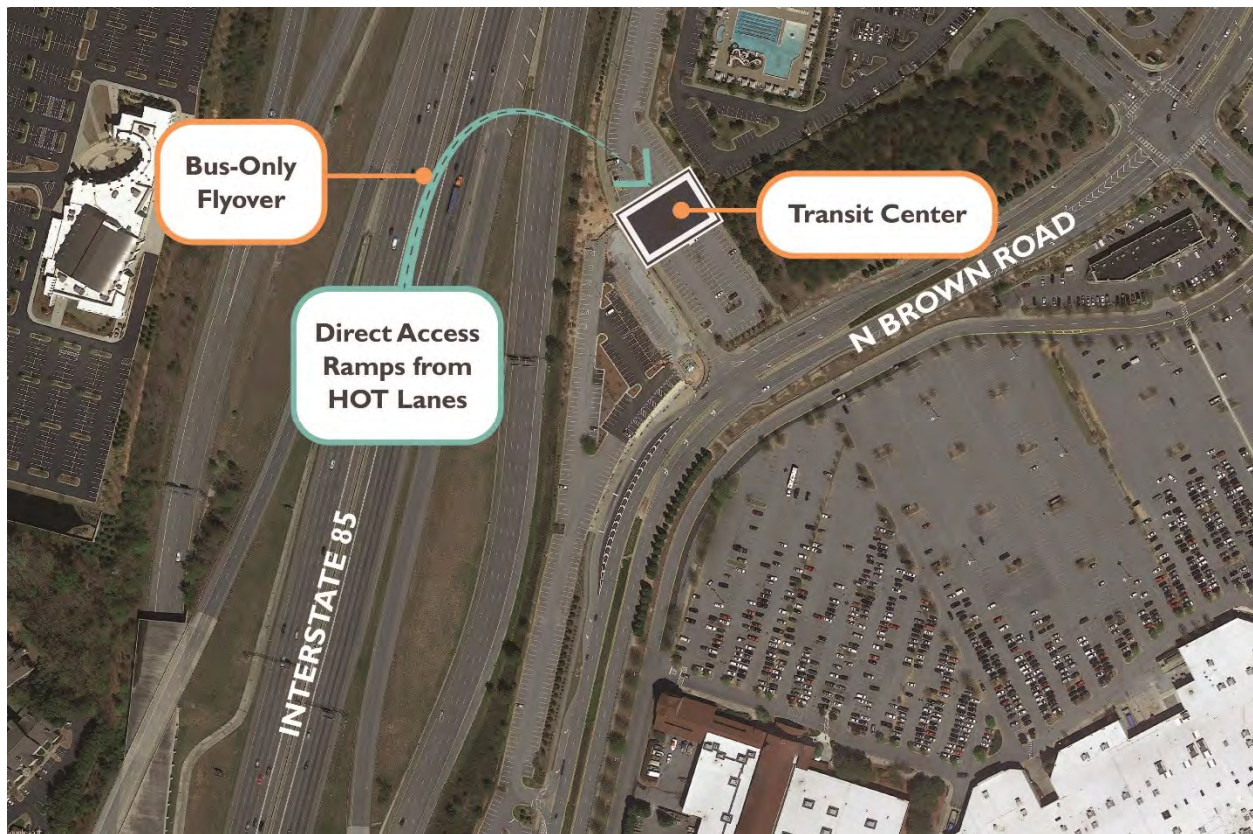 Bus-Only
Flyover
Transit Center
Direct Access
Ramps from
HOT Lanes
N BROWN ROAD
INTERSTATE 85